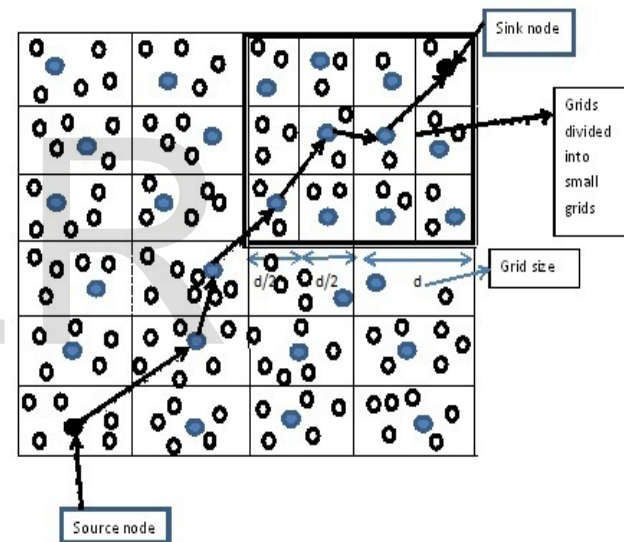 Sink node
Grids
divided
into
small
grids
d/2
d/2
d
Grid size
R
Source node